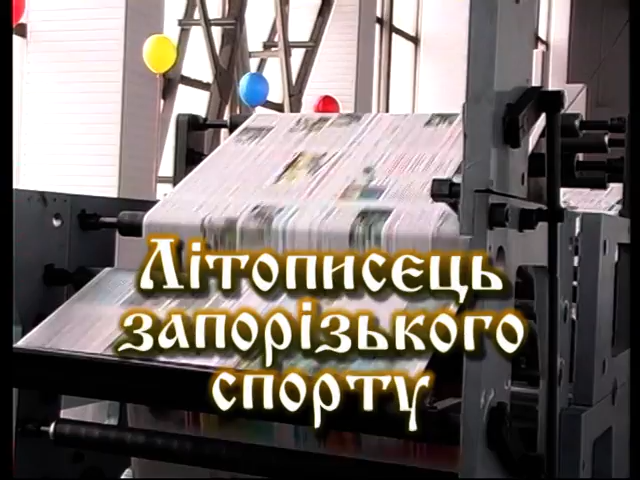 Літописець
запорізького
спорту